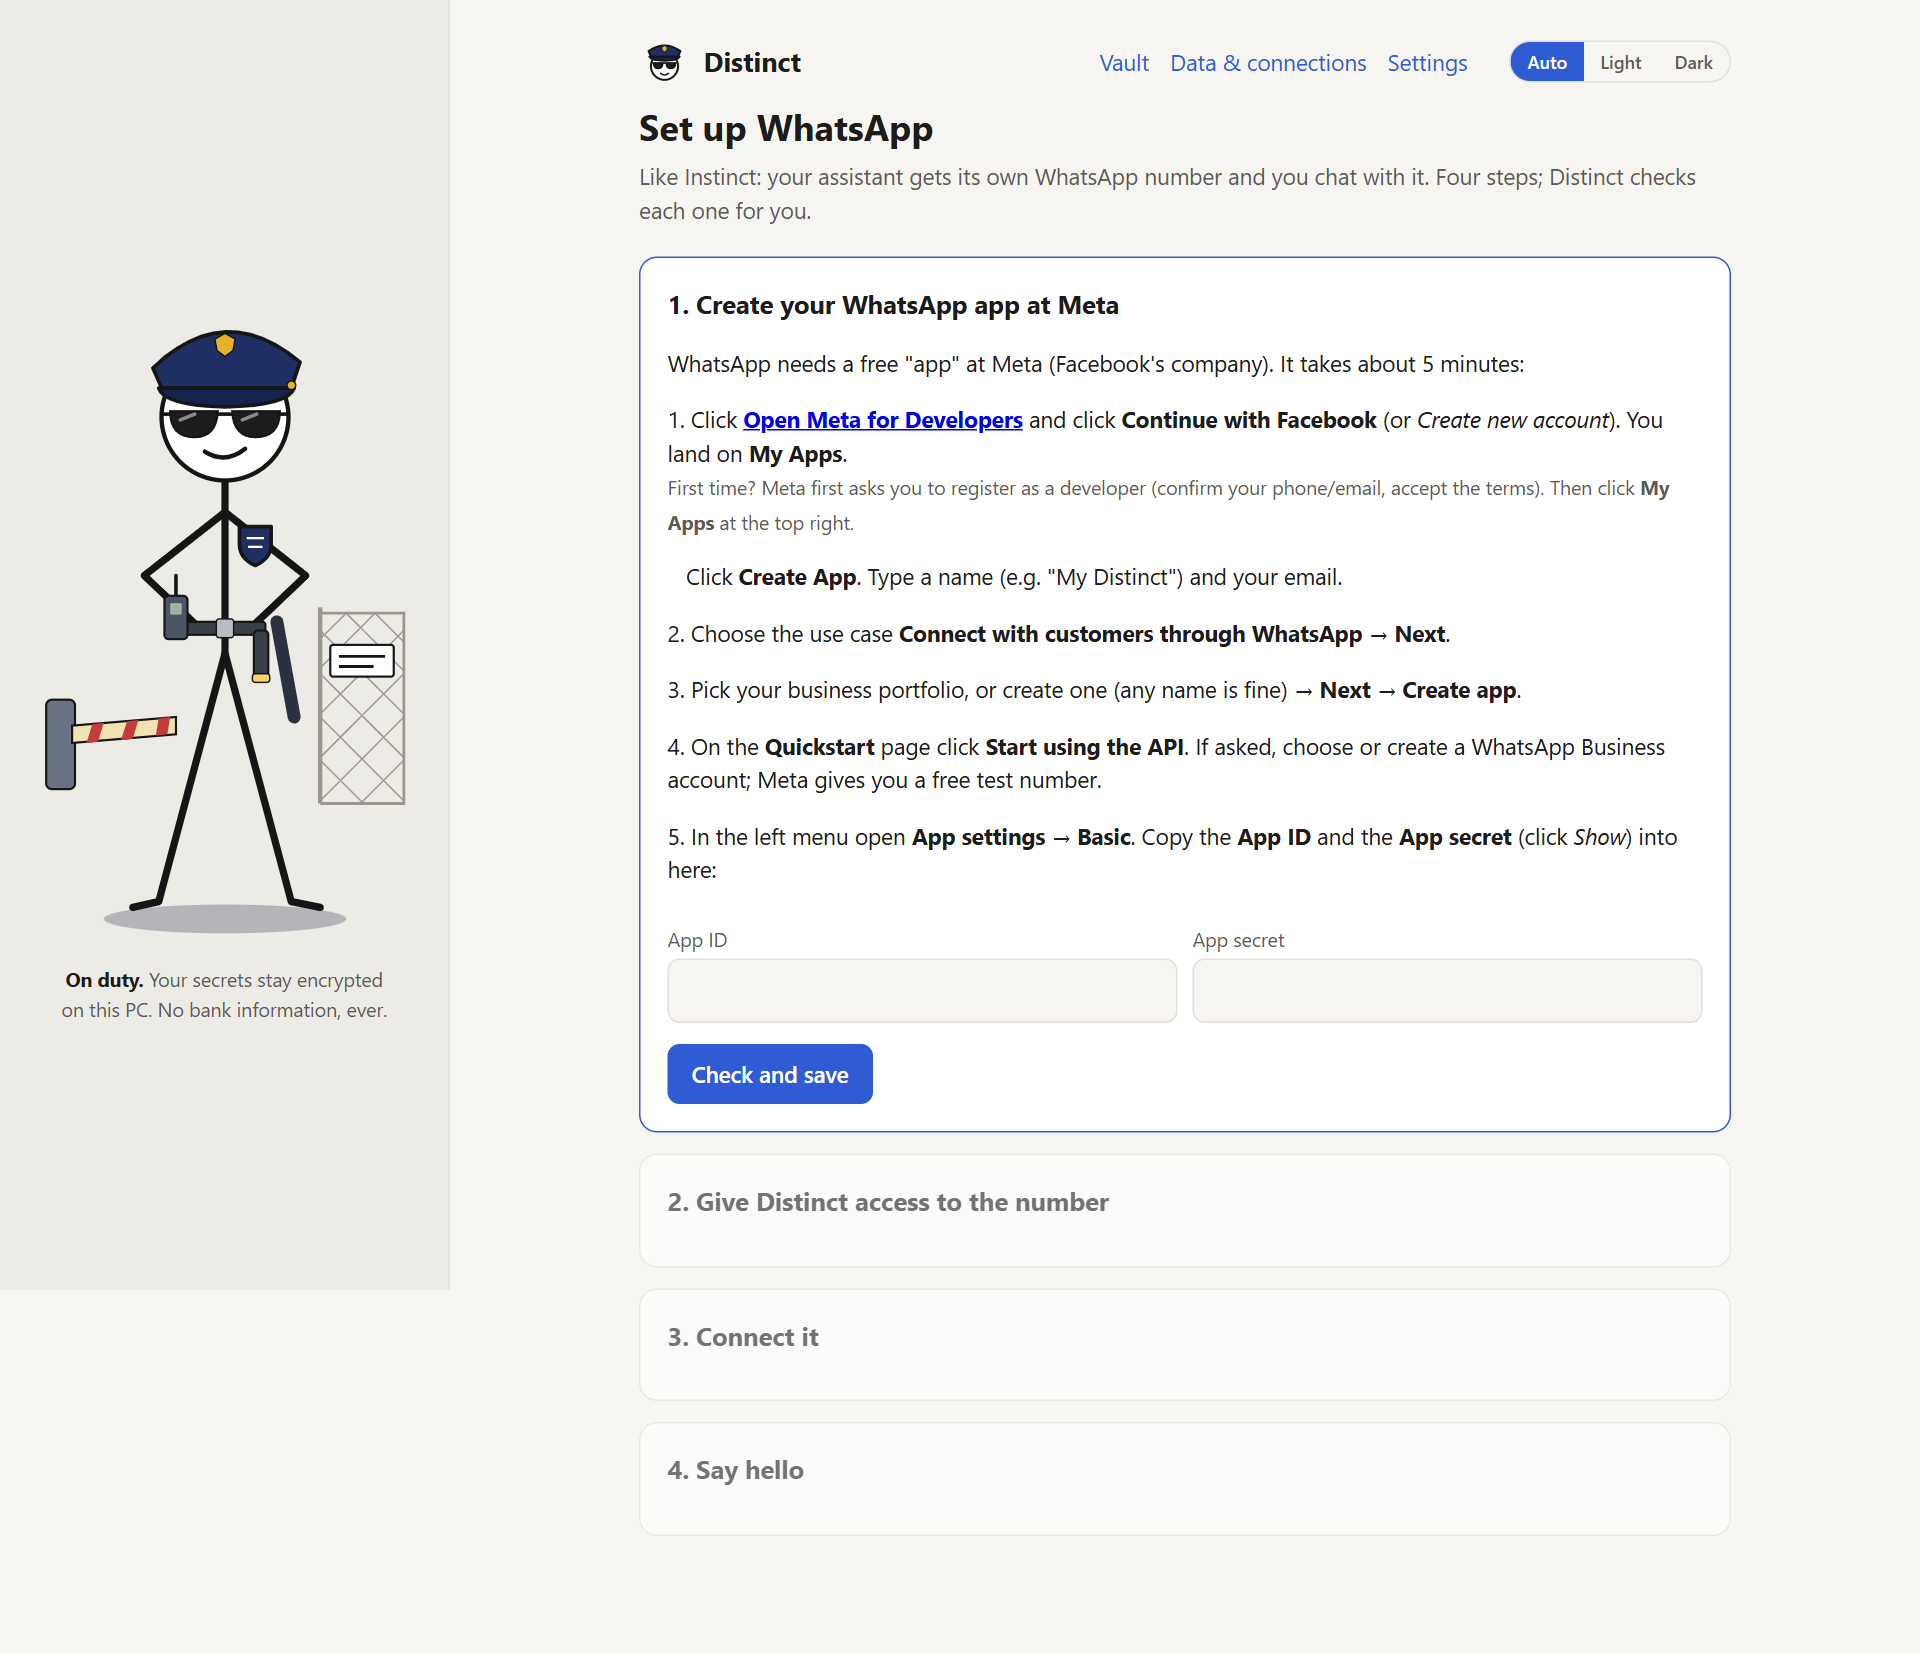 Distinct
Vault Data & connections Settings Auto Light Dark
Set up WhatsApp
Like Instinct: your assistant gets its own WhatsApp number and you chat with it. Four steps; Distinct checks
each one for you.
1. Create your WhatsApp app at Meta
WhatsApp needs a free "app" at Meta (Facebook's company). It takes about 5 minutes:
1. Click Open Meta for Developers and click Continue with Facebook (or Create new account). You
land on My Apps.
First time? Meta first asks you to register as a developer (confirm your phone/email, accept the terms). Then click My
Apps at the top right.
Click Create App. Type a name (e.g. "My Distinct") and your email.
2. Choose the use case Connect with customers through WhatsApp → Next.
3. Pick your business portfolio, or create one (any name is fine) → Next → Create app.
4. On the Quickstart page click Start using the API. If asked, choose or create a WhatsApp Business
account; Meta gives you a free test number.
5. In the left menu open App settings → Basic. Copy the App ID and the App secret (click Show) into
here:
App ID
App secret
Check and save
2. Give Distinct access to the number
3. Connect it
4. Say hello
On duty. Your secrets stay encrypted
on this PC. No bank information, ever.